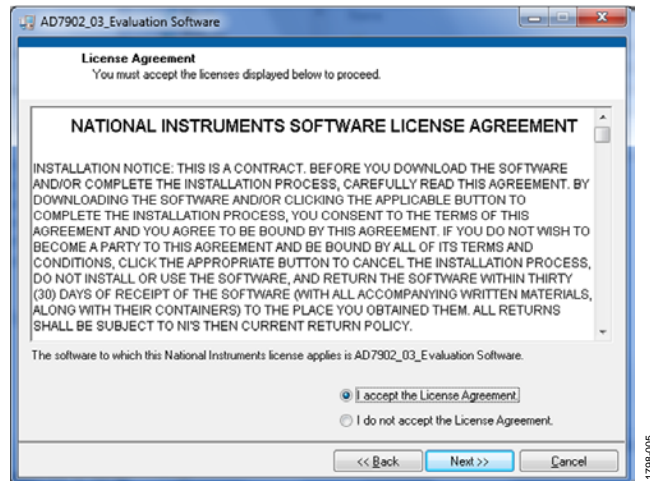 AD7902_03_Evaluation Software
License Agreement
You must accept the licenses displayed below to proceed.
NATIONAL INSTRUMENTS SOFTWARE LICENSE AGREEMENT
INSTALLATION NOTICE: THIS IS A CONTRACT. BEFORE YOU DOWNLOAD THE SOFTWARE
AND/OR COMPLETE THE INSTALLATION PROCESS, CAREFULLY READ THIS AGREEMENT. BY
DOWNLOADING THE SOFTWARE AND/OR CLICKING THE APPLICABLE BUTTON TO
COMPLETE THE INSTALLATION PROCESS, YOU CONSENT TO THE TERMS OF THIS
AGREEMENT AND YOU AGREE TO BE BOUND BY THIS AGREEMENT. IF YOU DO NOT WISH TO
BECOME A PARTY TO THIS AGREEMENT AND BE BOUND BY ALL OF ITS TERMS AND
CONDITIONS, CLICK THE APPROPRIATE BUTTON TO CANCEL THE INSTALLATION PROCESS,
DO NOT INSTALL OR USE THE SOFTWARE, AND RETURN THE SOFTWARE WITHIN THIRTY
(30) DAYS OF RECEIPT OF THE SOFTWARE (WITH ALL ACCOMPANYING WRITTEN MATERIALS,
ALONG WITH THEIR CONTAINERS) TO THE PLACE YOU OBTAINED THEM. ALL RETURNS
SHALL BE SUBJECT TO NI'S THEN CURRENT RETURN POLICY.
The software to which this National Instruments license applies is AD7902_03_Evaluation Software.
I accept the License Agreement.
I do not accept the License Agreement.
<< Back
Next >>
Cancel